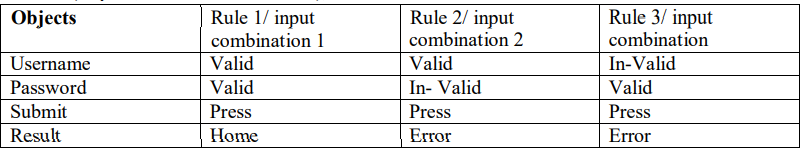 Objects Rule 1/ input combination 1 Rule 2/ input combination 2 Rule 3/ input combination
Username Valid Valid In-Valid
Password Valid In- Valid Valid
Submit Press Press Press
Result Home Error Error